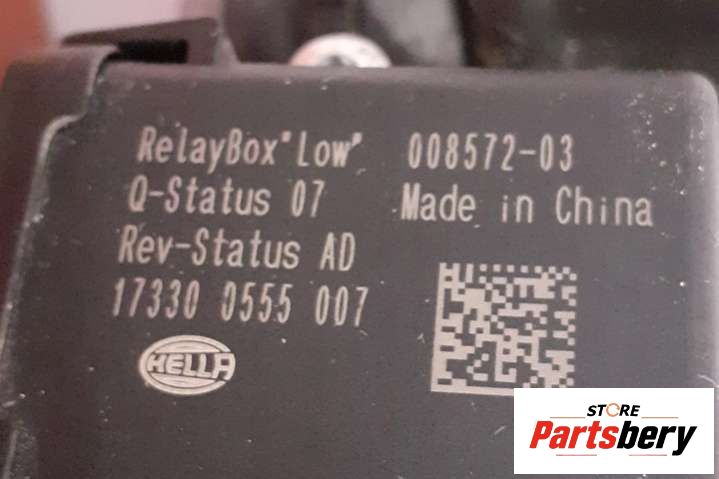 RelayBox"Low" 008572-03
Q-Status 07 Made in China
Rev-Status AD
17330 0555 007
HELLA
STORE
Partsbery